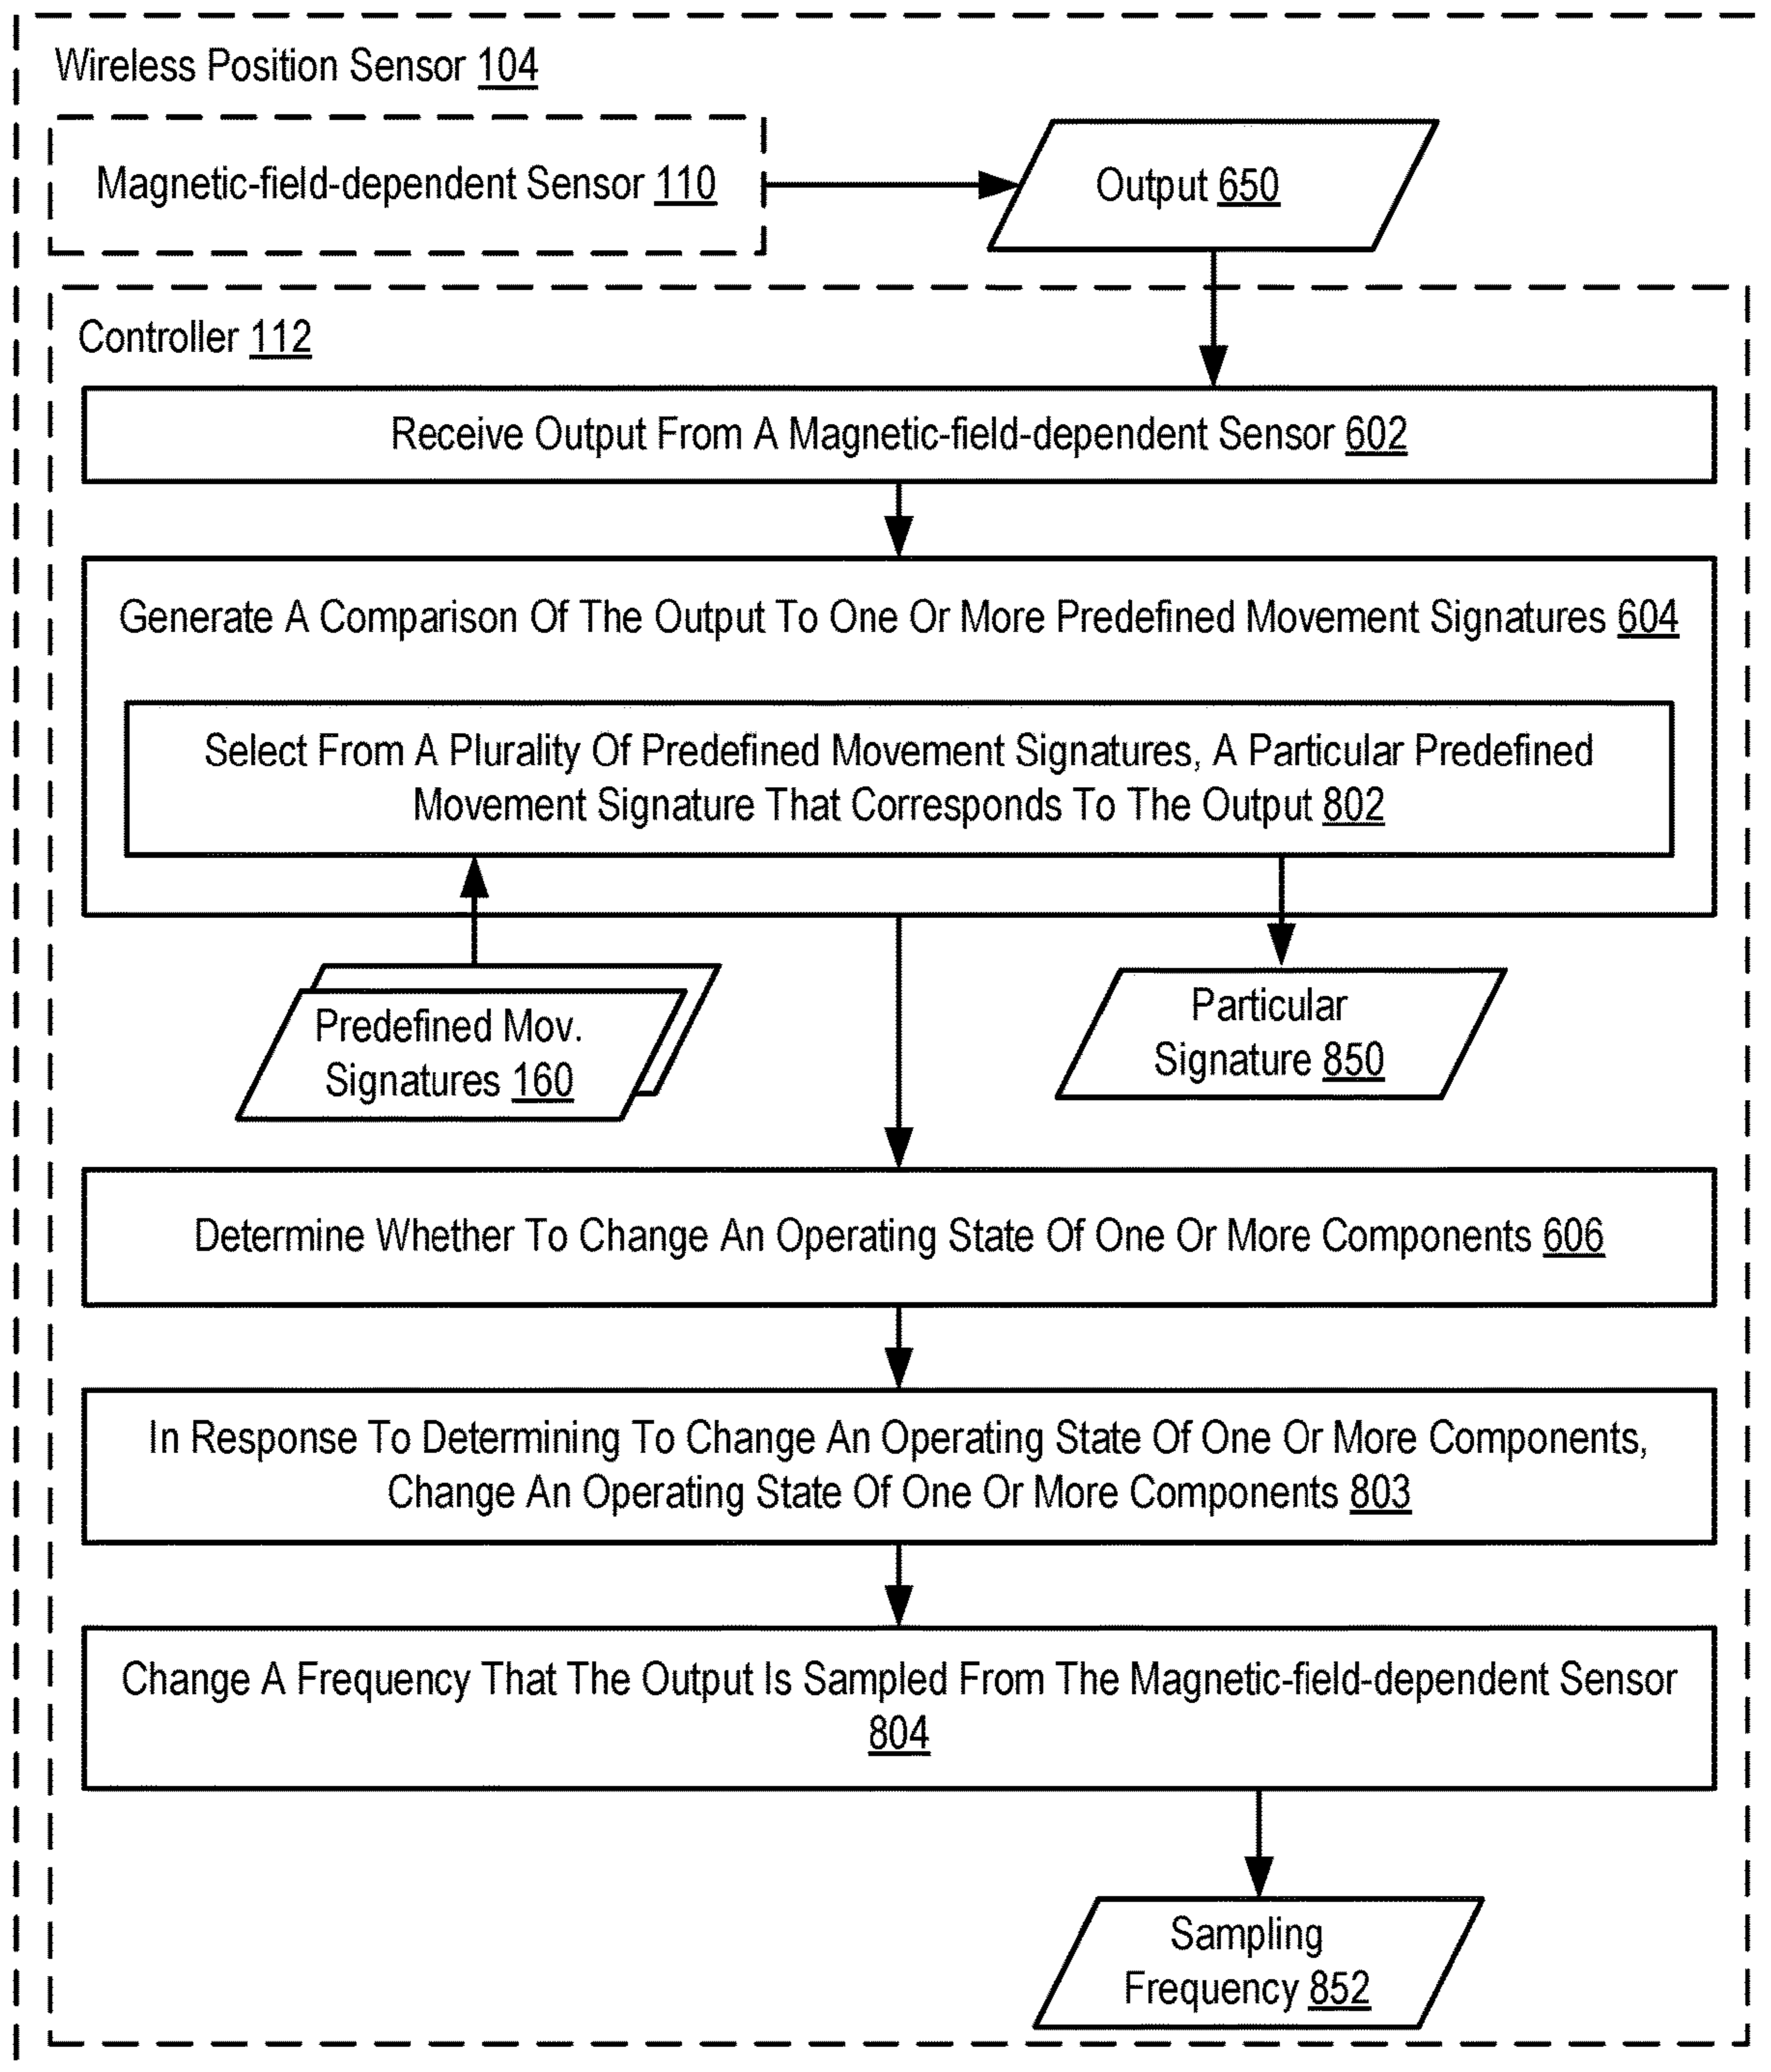 Wireless Position Sensor 104
Magnetic-field-dependent Sensor 110
Output 650
Controller 112
Receive Output From A Magnetic-field-dependent Sensor 602
Generate A Comparison Of The Output To One Or More Predefined Movement Signatures 604
Select From A Plurality Of Predefined Movement Signatures, A Particular Predefined
Movement Signature That Corresponds To The Output 802
Predefined Mov.
Signatures 160
Particular
Signature 850
Determine Whether To Change An Operating State Of One Or More Components 606
In Response To Determining To Change An Operating State Of One Or More Components,
Change An Operating State Of One Or More Components 803
Change A Frequency That The Output Is Sampled From The Magnetic-field-dependent Sensor
804
Sampling
Frequency 852